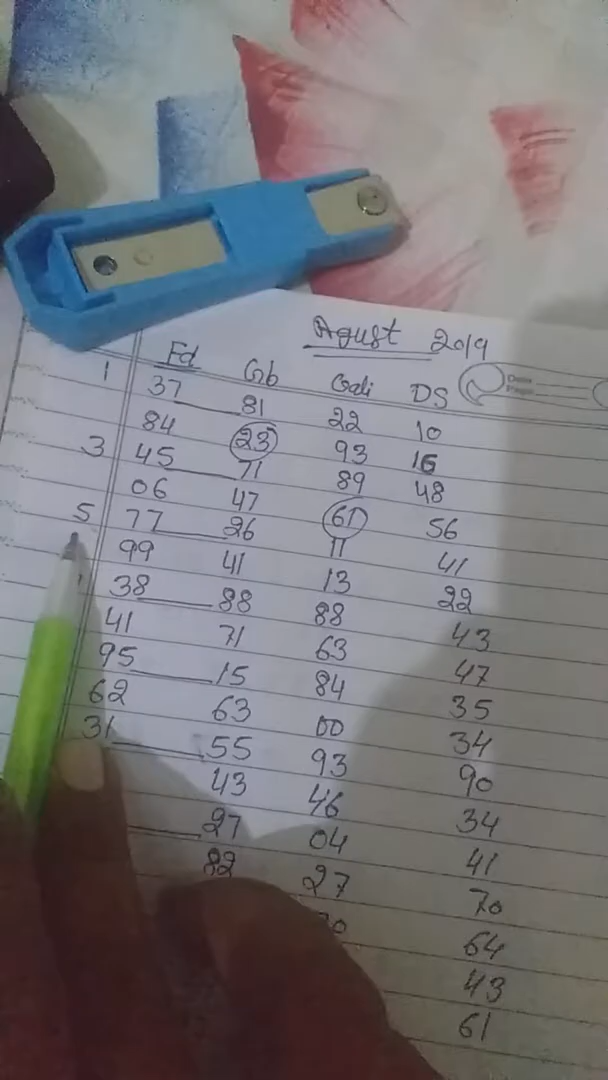 Agust 2019
Fd Gb Gali DS
1 37 81 22 10
84 23 93 16
3 45 71 89 48
06 47 61 56
5 77 26 11 41
99 41 13 22
38 88 88 43
41 71 63 47
95 15 84 35
62 63 00 34
31 55 93 90
43 46 34
27 04 41
82 27 70
64
43
61